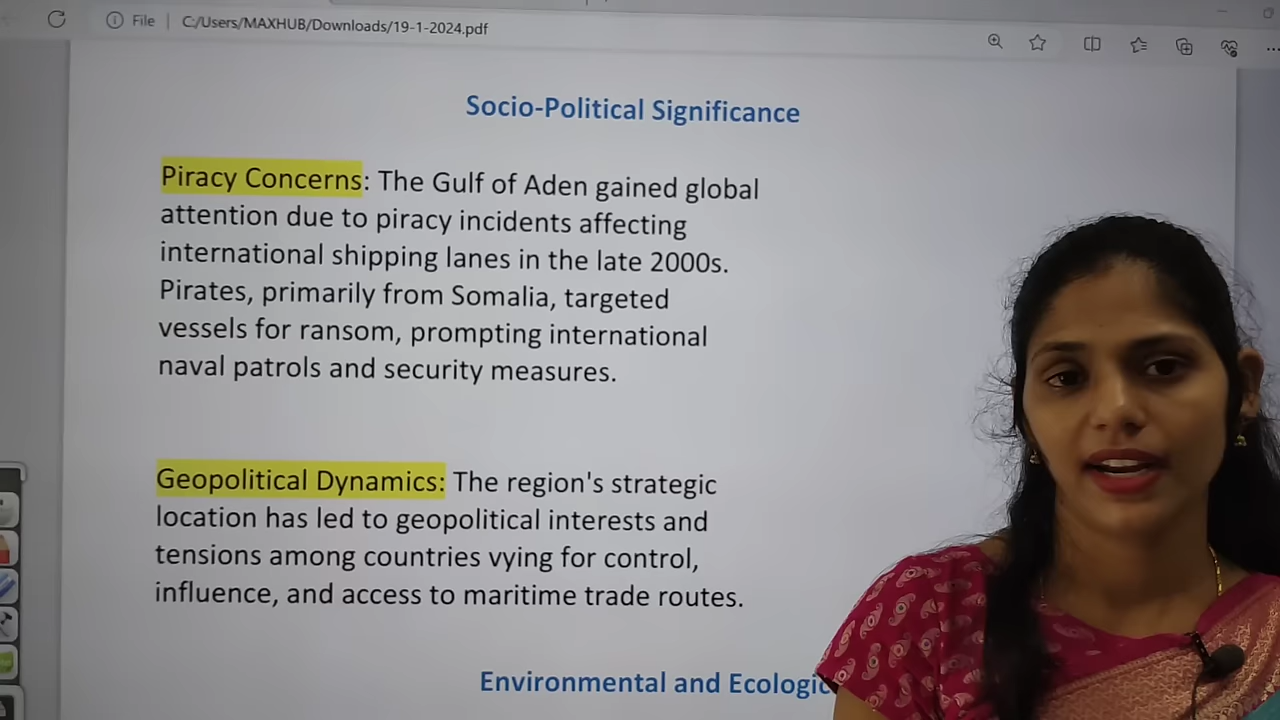 File C:/Users/MAXHUB/Downloads/19-1-2024.pdf
Socio-Political Significance
Piracy Concerns: The Gulf of Aden gained global
attention due to piracy incidents affecting
international shipping lanes in the late 2000s.
Pirates, primarily from Somalia, targeted
vessels for ransom, prompting international
naval patrols and security measures.
Geopolitical Dynamics: The region's strategic
location has led to geopolitical interests and
tensions among countries vying for control,
influence, and access to maritime trade routes.
Environmental and Ecologic